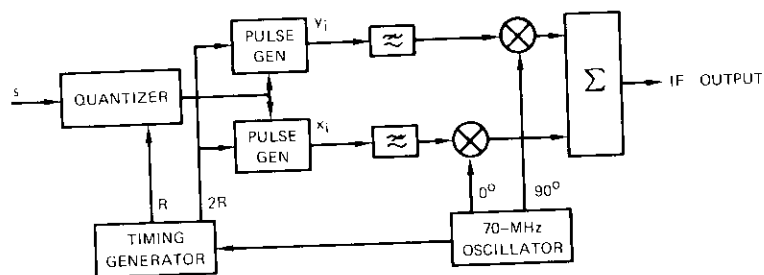 PULSE
GEN
y_i
s
QUANTIZER
Σ
IF OUTPUT
PULSE
GEN
x_i
R
2R
0°
90°
TIMING
GENERATOR
70-MHz
OSCILLATOR